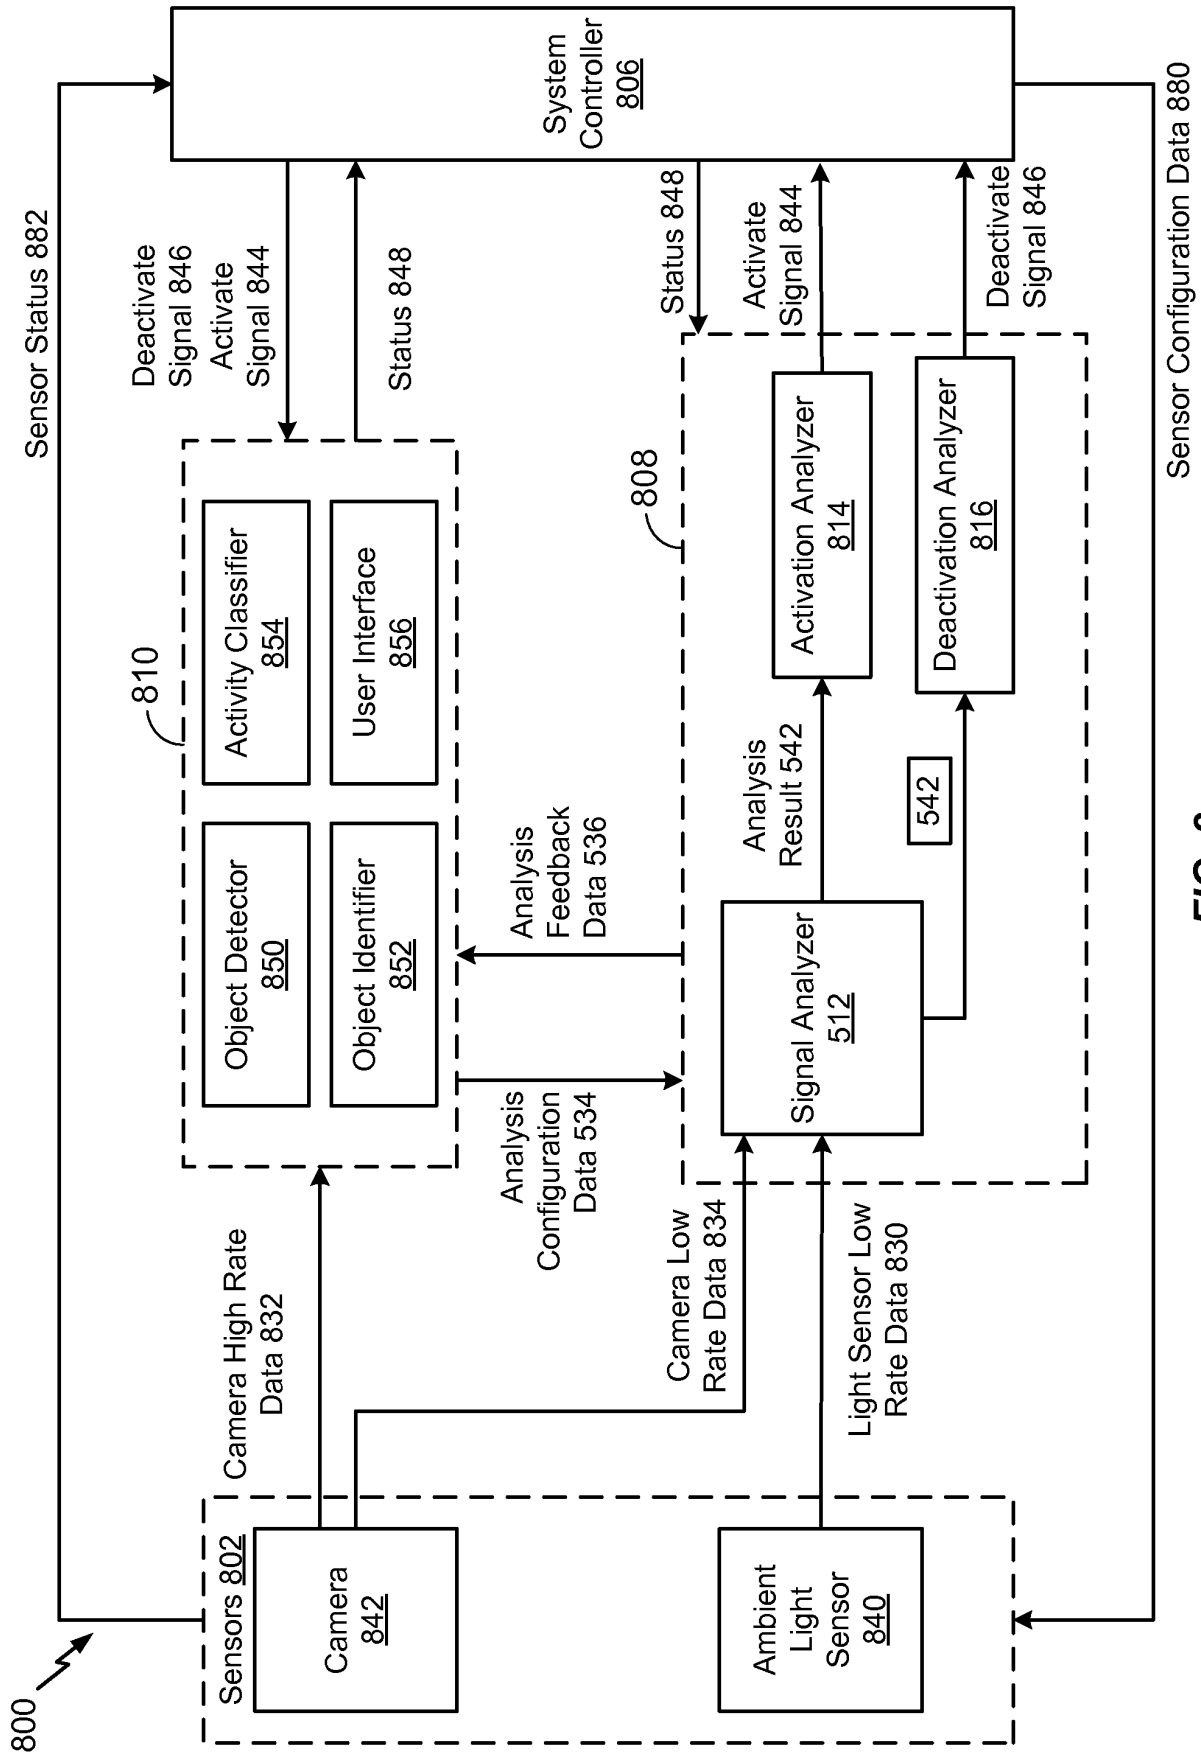 800
Sensor Status 882
Sensors 802
Camera
842
Ambient
Light
Sensor
840
Camera High Rate
Data 832
Camera Low
Rate Data 834
Light Sensor Low
Rate Data 830
810
Object Detector
850
Object Identifier
852
Activity Classifier
854
User Interface
856
Analysis
Configuration
Data 534
Analysis
Feedback
Data 536
808
Signal Analyzer
512
Analysis
Result 542
542
Activation Analyzer
814
Deactivation Analyzer
816
Deactivate
Signal 846
Activate
Signal 844
Status 848
Status 848
Activate
Signal 844
Deactivate
Signal 846
System
Controller
806
Sensor Configuration Data 880